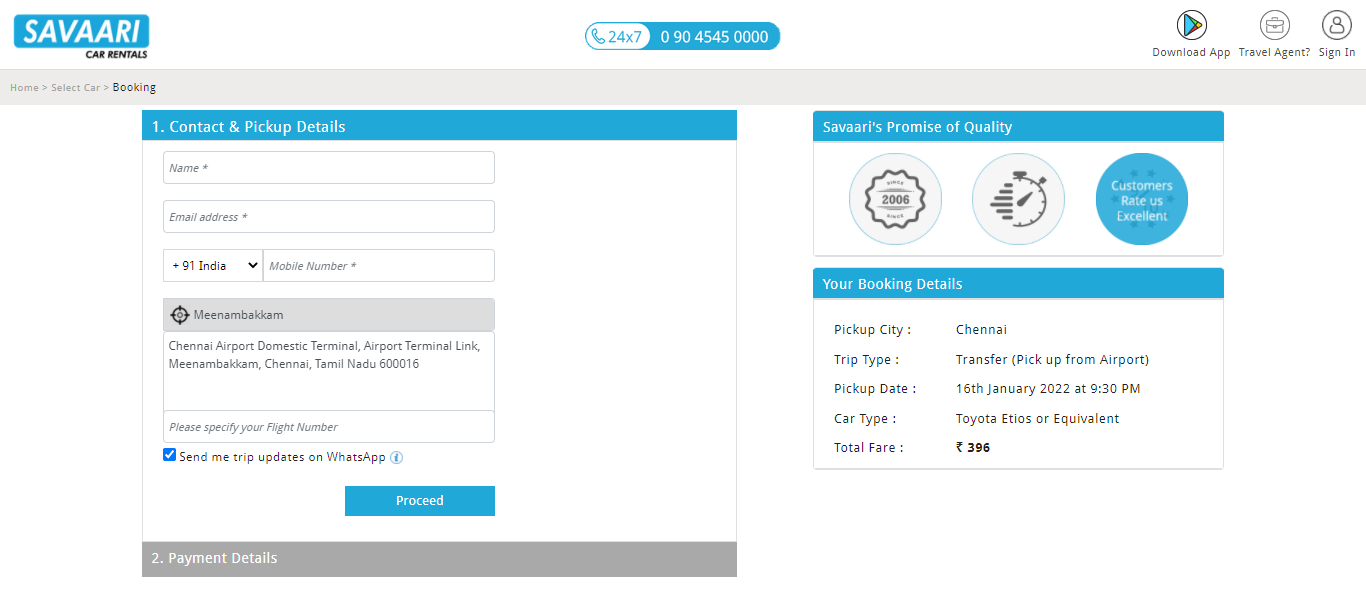 SAVAARI
CAR RENTALS
24x7 0 90 4545 0000
Download App
Travel Agent?
Sign In
Home > Select Car > Booking
1. Contact & Pickup Details
Name *
Email address *
+ 91 India
Mobile Number *
Meenambakkam
Chennai Airport Domestic Terminal, Airport Terminal Link,
Meenambakkam, Chennai, Tamil Nadu 600016
Please specify your Flight Number
Send me trip updates on WhatsApp i
Proceed
2. Payment Details
Savaari's Promise of Quality
SINCE
2006
SINCE
Customers
Rate us
Excellent
Your Booking Details
Pickup City : Chennai
Trip Type : Transfer (Pick up from Airport)
Pickup Date : 16th January 2022 at 9:30 PM
Car Type : Toyota Etios or Equivalent
Total Fare : ₹ 396